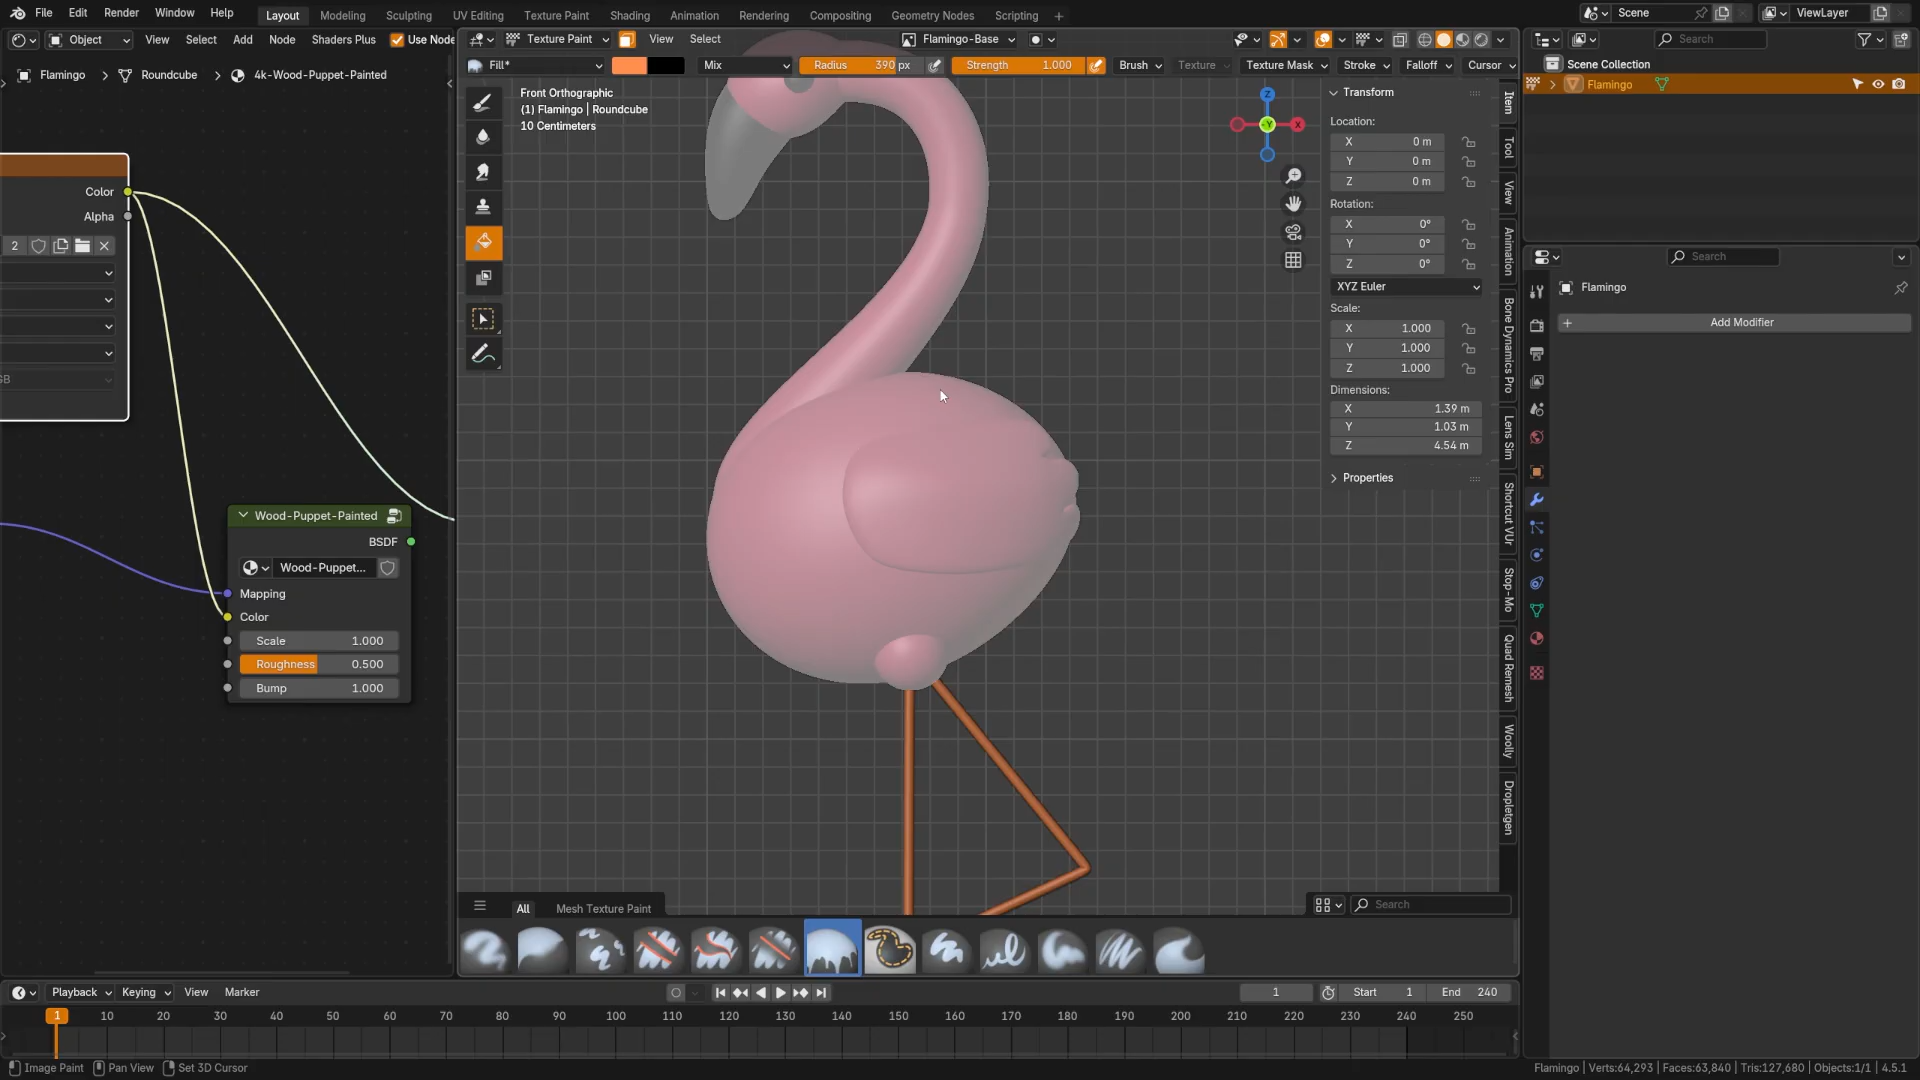 File Edit Render Window Help Layout Modeling Sculpting UV Editing Texture Paint Shading Animation Rendering Compositing Geometry Nodes Scripting + Scene ViewLayer
Object View Select Add Node Shaders Plus Use Node Texture Paint View Select Flamingo-Base Search
Fill* Mix Radius 390 px Strength 1.000 Brush Texture Texture Mask Stroke Falloff Cursor
Scene Collection
Flamingo
Flamingo > Roundcube > 4k-Wood-Puppet-Painted
Front Orthographic
(1) Flamingo | Roundcube
10 Centimeters
Z
Y
X
Color
Alpha
2
GB
Wood-Puppet-Painted
BSDF
Wood-Puppet...
Mapping
Color
Scale 1.000
Roughness 0.500
Bump 1.000
Transform
Location:
X 0 m
Y 0 m
Z 0 m
Rotation:
X 0°
Y 0°
Z 0°
XYZ Euler
Scale:
X 1.000
Y 1.000
Z 1.000
Dimensions:
X 1.39 m
Y 1.03 m
Z 4.54 m
Properties
Item
Tool
View
Animation
Bone Dynamics Pro
Lens Sim
Shortcut VUr
Stop-Mo
Quad Remesh
Woolly
Dropletgen
Search
Flamingo
+ Add Modifier
All Mesh Texture Paint Search
Playback Keying View Marker 1 Start 1 End 240
1 10 20 30 40 50 60 70 80 90 100 110 120 130 140 150 160 170 180 190 200 210 220 230 240 250
Image Paint Pan View Set 3D Cursor Flamingo | Verts:64,293 | Faces:63,840 | Tris:127,680 | Objects:1/1 | 4.5.1